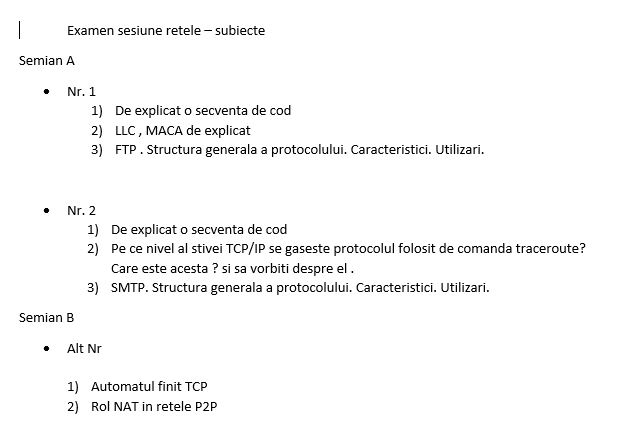 Examen sesiune retele – subiecte
Semian A
• Nr. 1
1) De explicat o secventa de cod
2) LLC , MACA de explicat
3) FTP . Structura generala a protocolului. Caracteristici. Utilizari.
• Nr. 2
1) De explicat o secventa de cod
2) Pe ce nivel al stivei TCP/IP se gaseste protocolul folosit de comanda traceroute?
Care este acesta ? si sa vorbiti despre el .
3) SMTP. Structura generala a protocolului. Caracteristici. Utilizari.
Semian B
• Alt Nr
1) Automatul finit TCP
2) Rol NAT in retele P2P